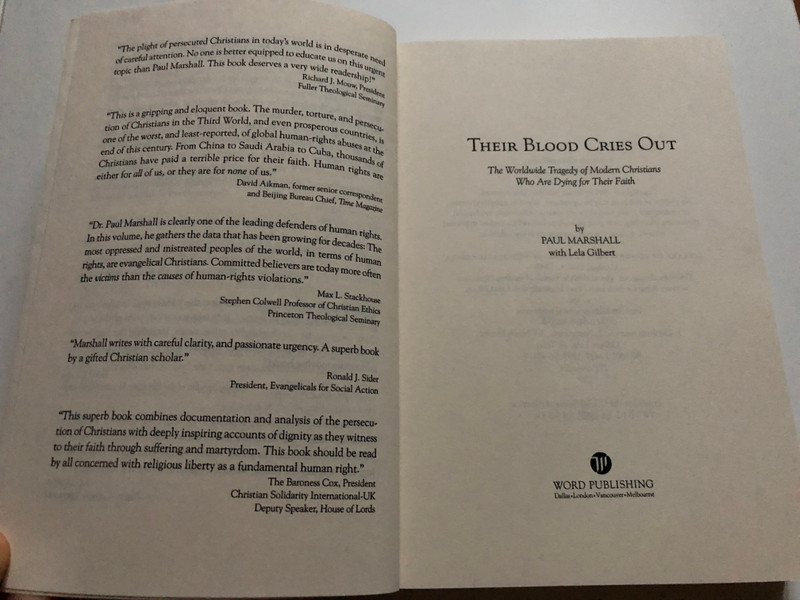 "The plight of persecuted Christians in today's world is in desperate need
of careful attention. No one is better equipped to educate us on this urgent
topic than Paul Marshall. This book deserves a very wide readership!"
Richard J. Mouw, President
Fuller Theological Seminary
"This is a gripping and eloquent book. The murder, torture, and persecu-
tion of Christians in the Third World, and even prosperous countries, is
one of the worst, and least-reported, of global human-rights abuses at the
end of this century. From China to Saudi Arabia to Cuba, thousands of
Christians have paid a terrible price for their faith. Human rights are
either for all of us, or they are for none of us."
David Aikman, former senior correspondent
and Beijing Bureau Chief, Time Magazine
"Dr. Paul Marshall is clearly one of the leading defenders of human rights.
In this volume, he gathers the data that has been growing for decades: The
most oppressed and mistreated peoples of the world, in terms of human
rights, are evangelical Christians. Committed believers are today more often
the victims than the causes of human-rights violations."
Max L. Stackhouse
Stephen Colwell Professor of Christian Ethics
Princeton Theological Seminary
"Marshall writes with careful clarity, and passionate urgency. A superb book
by a gifted Christian scholar."
Ronald J. Sider
President, Evangelicals for Social Action
"This superb book combines documentation and analysis of the persecu-
tion of Christians with deeply inspiring accounts of dignity as they witness
to their faith through suffering and martyrdom. This book should be read
by all concerned with religious liberty as a fundamental human right."
The Baroness Cox, President
Christian Solidarity International-UK
Deputy Speaker, House of Lords
THEIR BLOOD CRIES OUT
The Worldwide Tragedy of Modern Christians
Who Are Dying for Their Faith
by
PAUL MARSHALL
with Lela Gilbert
WORD PUBLISHING
Dallas•London•Vancouver•Melbourne